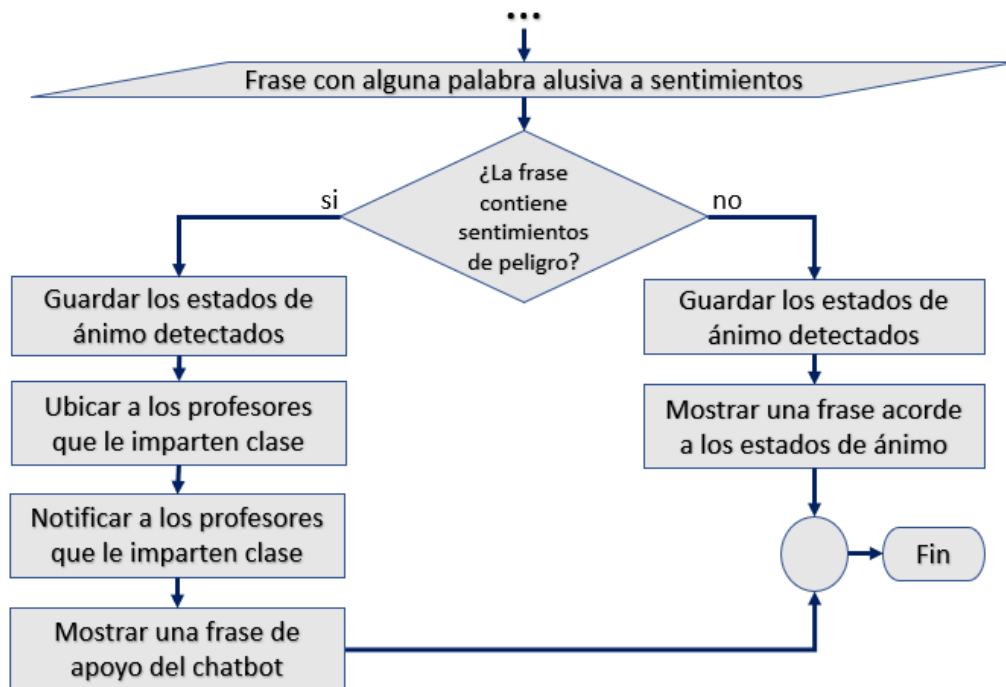 ...
Frase con alguna palabra alusiva a sentimientos
¿La frase
contiene
sentimientos
de peligro?
si
no
Guardar los estados de
ánimo detectados
Ubicar a los profesores
que le imparten clase
Notificar a los profesores
que le imparten clase
Mostrar una frase de
apoyo del chatbot
Guardar los estados de
ánimo detectados
Mostrar una frase acorde
a los estados de ánimo
Fin